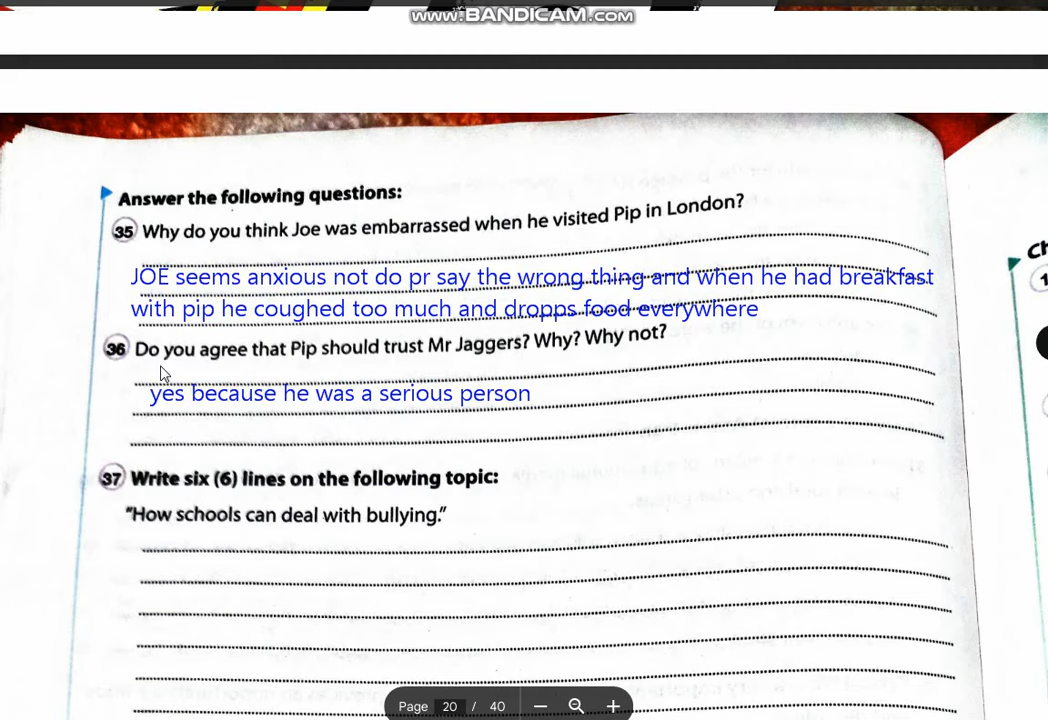 www.BANDICAM.com
Answer the following questions:
35 Why do you think Joe was embarrassed when he visited Pip in London?
JOE seems anxious not do pr say the wrong thing and when he had breakfast
with pip he coughed too much and dropps food everywhere
36 Do you agree that Pip should trust Mr Jaggers? Why? Why not?
yes because he was a serious person
37 Write six (6) lines on the following topic:
"How schools can deal with bullying."
Page 20 / 40